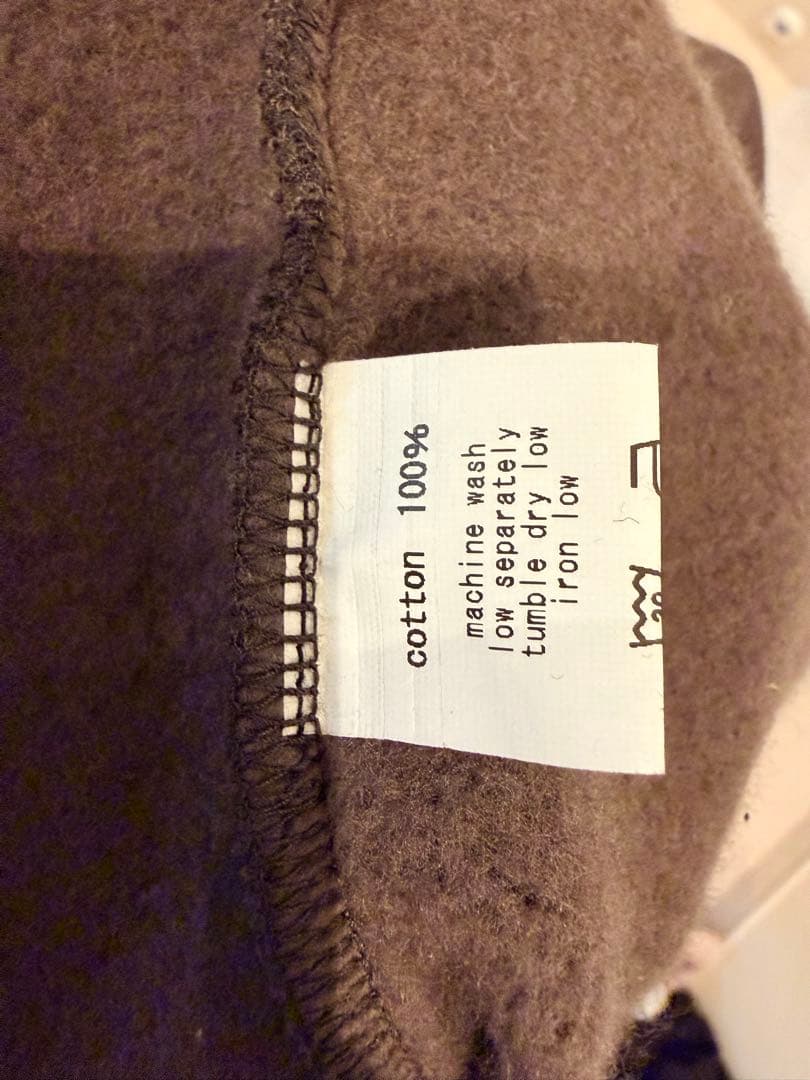 cotton 100%
machine wash
low separately
tumble dry low
iron low